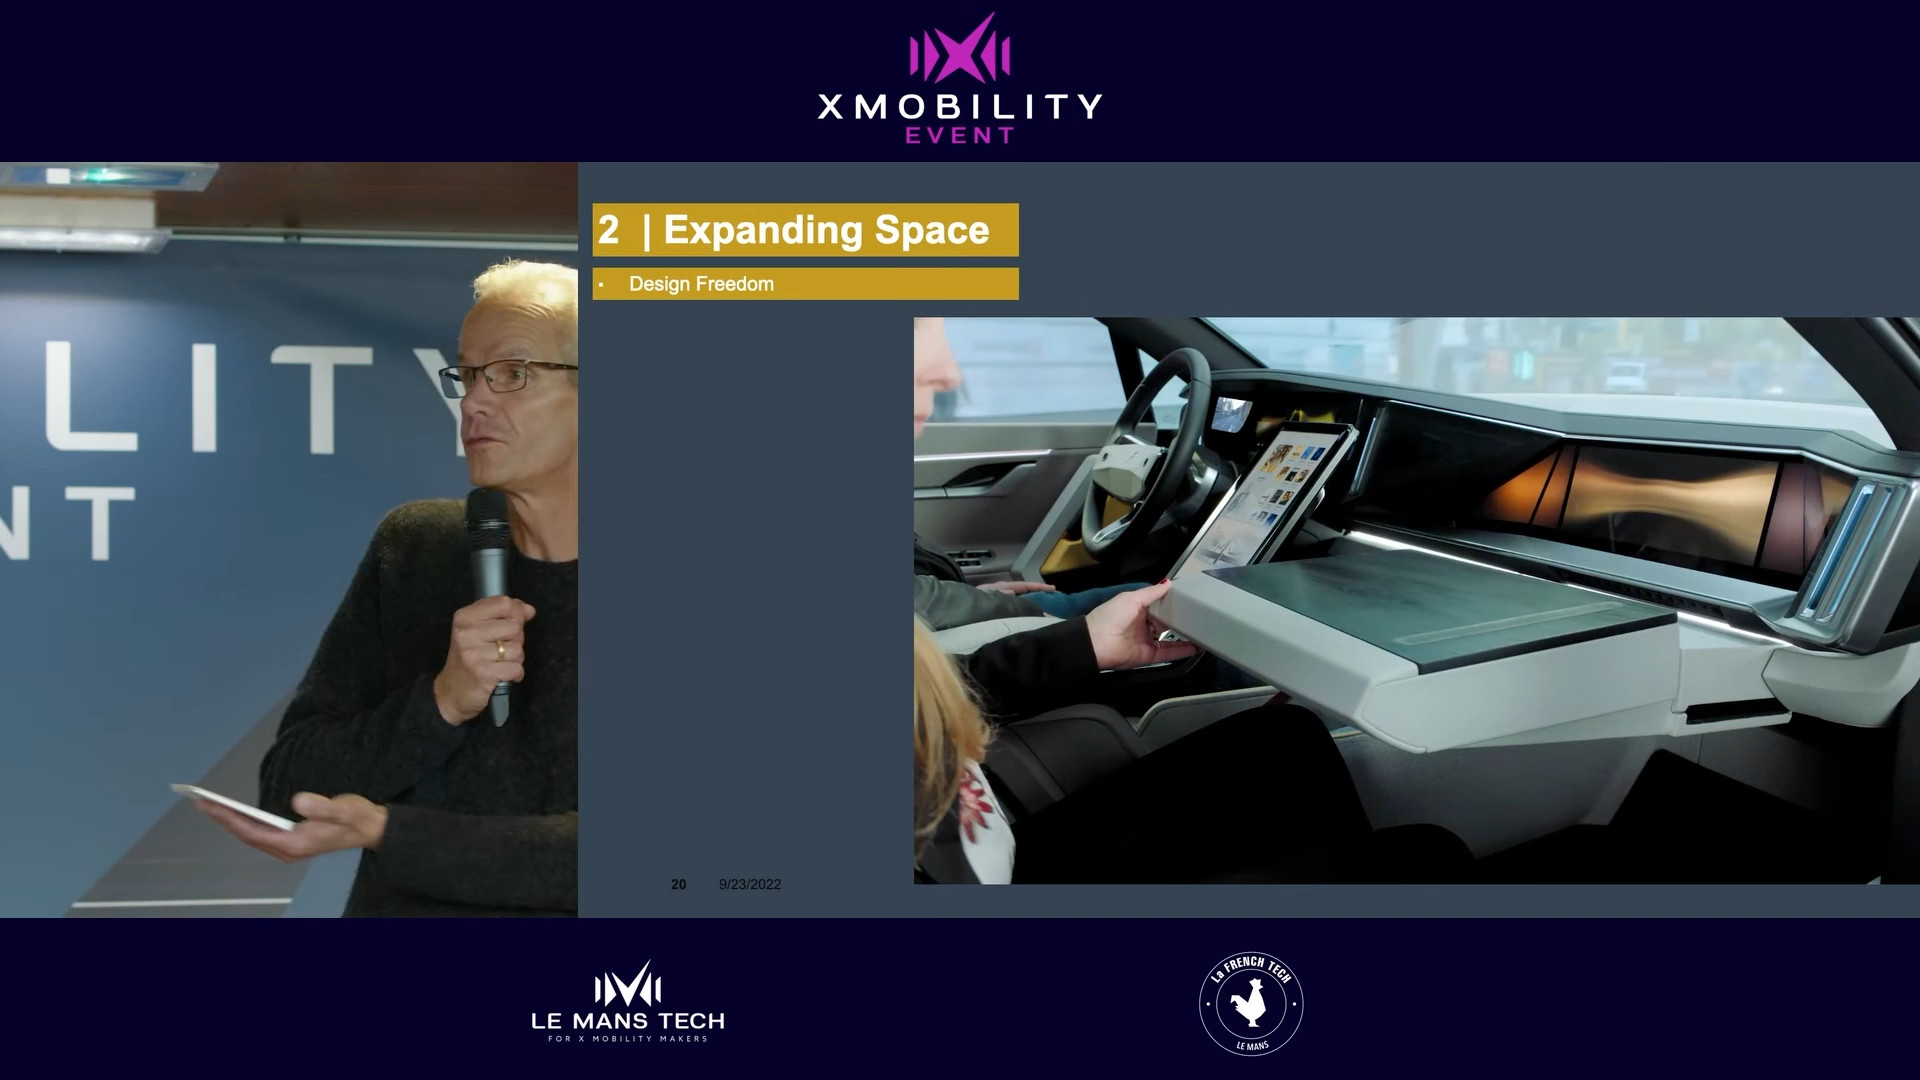 XMOBILITY
EVENT
LITY
NT
2 | Expanding Space
▪ Design Freedom
20 9/23/2022
LE MANS TECH
FOR X MOBILITY MAKERS
La FRENCH TECH
LE MANS